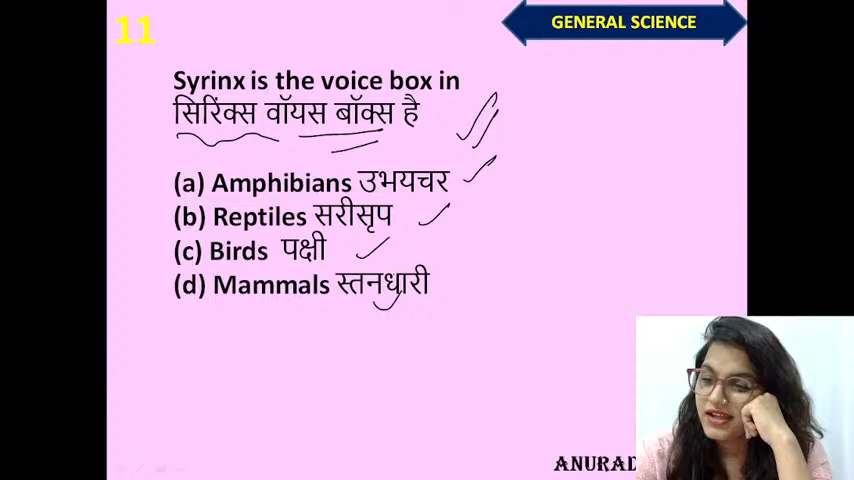 11
GENERAL SCIENCE
Syrinx is the voice box in
सिरिंक्स वॉयस बॉक्स है
(a) Amphibians उभयचर
(b) Reptiles सरीसृप
(c) Birds पक्षी
(d) Mammals स्तनधारी
ANURAD